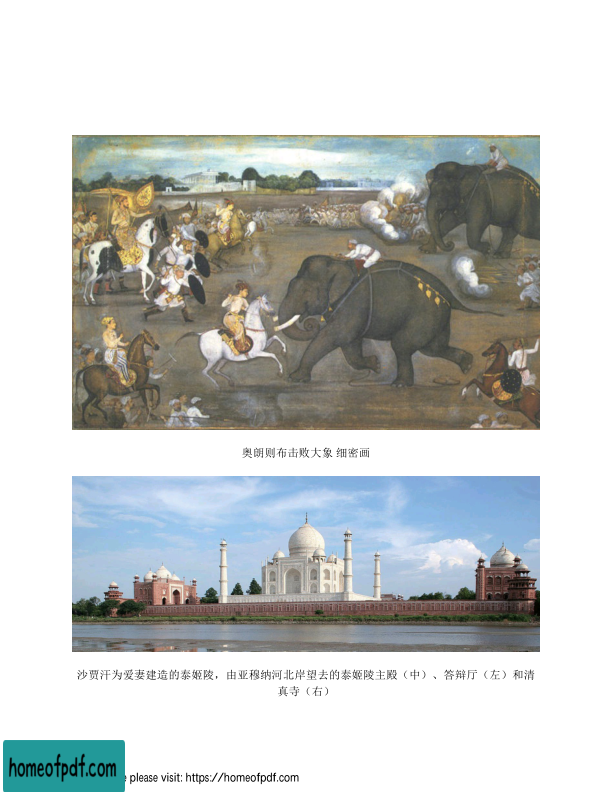 奥朗则布击败大象 细密画
沙贾汗为爱妻建造的泰姬陵，由亚穆纳河北岸望去的泰姬陵主殿（中）、答辩厅（左）和清
真寺（右）
homeofpdf.com
please visit: https://homeofpdf.com